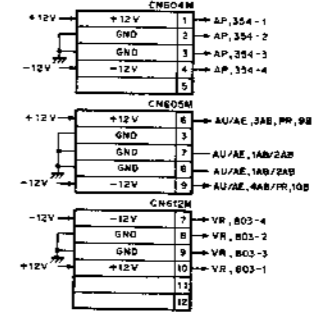 CN604M
+12V +12V 1 AP,354-1
GND 2 AP,354-2
GND 3 AP,354-3
-12V -12V 4 AP,354-4
5
CN605M
+12V +12V 6 AU/AE,3AB,PR,9B
GND 3
GND 7 AU/AE,1AB/2AB
GND 8 AU/AE,1AB/2AB
-12V -12V 9 AU/AE,4AB/PR,10B
CN612M
-12V -12V 7 VR,803-4
GND 8 VR,803-2
GND 9 VR,803-3
+12V +12V 10 VR,803-1
11
12